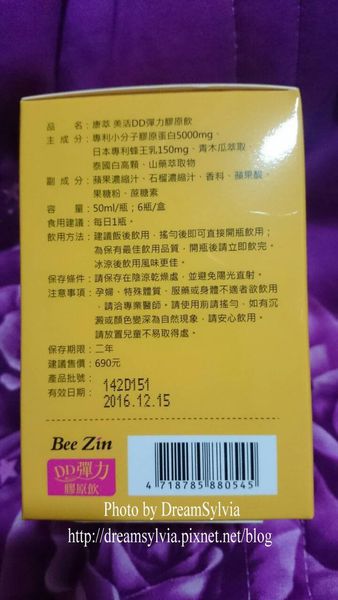 品　　名：康萃 美活DD彈力膠原飲
主 成 分：專利小分子膠原蛋白5000mg、
日本專利蜂王乳150mg、青木瓜萃取、
泰國白高顆、山藥萃取物
副 成 分：蘋果濃縮汁、石榴濃縮汁、香料、蘋果酸、
果糖粉、蔗糖素
容　　量：50ml/瓶；6瓶/盒
食用建議：每日1瓶。
飲用方法：建議飯後飲用，搖勻後即可直接開瓶飲用；
為保有最佳飲用品質，開瓶後請立即飲完。
冰涼後飲用風味更佳。
保存條件：請保存在陰涼乾燥處，並避免陽光直射。
注意事項：孕婦、特殊體質、服藥或身體不適者欲飲用
，請洽專業醫師。請使用前請搖勻，如有沉
澱或顏色變深為自然現象，請安心飲用。
請放置兒童不易取得處。
保存期限：二年
建議售價：690元
產品批號：
142D151
有效日期：
2016.12.15
Bee Zin
DD彈力
膠原飲
4 718785 880545
Photo by DreamSylvia
http://dreamsylvia.pixnet.net/blog